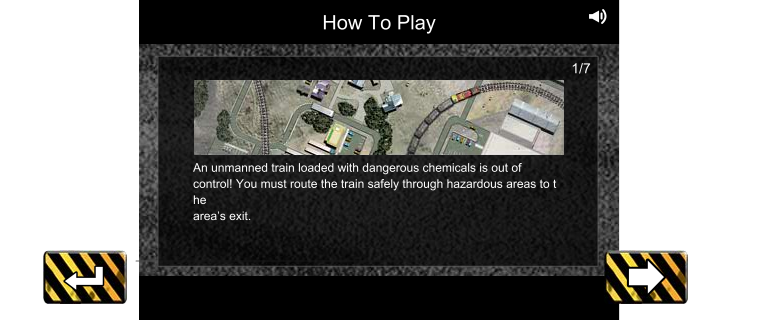 How To Play
1/7
An unmanned train loaded with dangerous chemicals is out of
control! You must route the train safely through hazardous areas to t
he
area's exit.